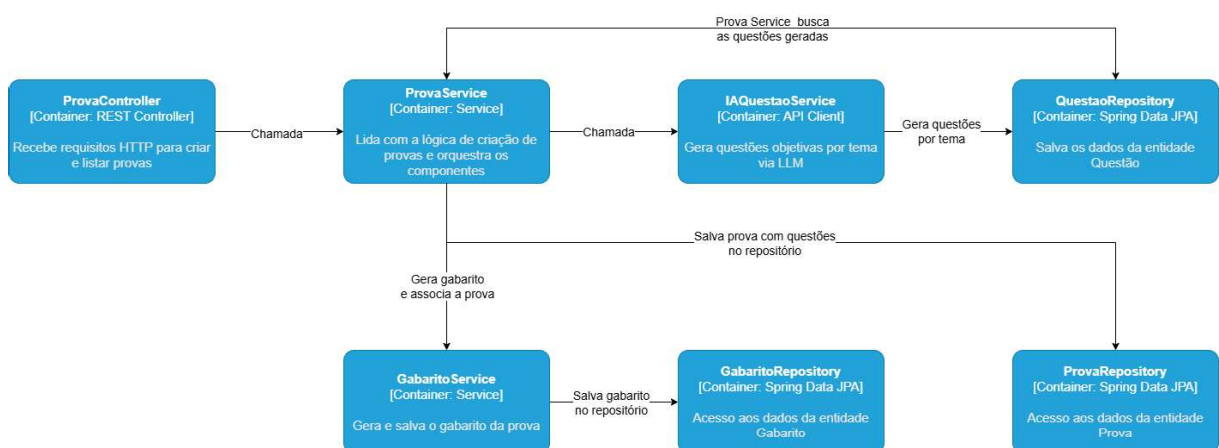 Prova Service busca
as questões geradas
ProvaController
[Container: REST Controller]
Recebe requisitos HTTP para criar
e listar provas
Chamada
ProvaService
[Container: Service]
Lida com a lógica de criação de
provas e orquestra os
componentes
Chamada
IAQuestaoService
[Container: API Client]
Gera questões objetivas por tema
via LLM
Gera questões
por tema
QuestaoRepository
[Container: Spring Data JPA]
Salva os dados da entidade
Questão
Salva prova com questões
no repositório
Gera gabarito
e associa a prova
GabaritoService
[Container: Service]
Gera e salva o gabarito da prova
Salva gabarito
no repositório
GabaritoRepository
[Container: Spring Data JPA]
Acesso aos dados da entidade
Gabarito
ProvaRepository
[Container: Spring Data JPA]
Acesso aos dados da entidade
Prova